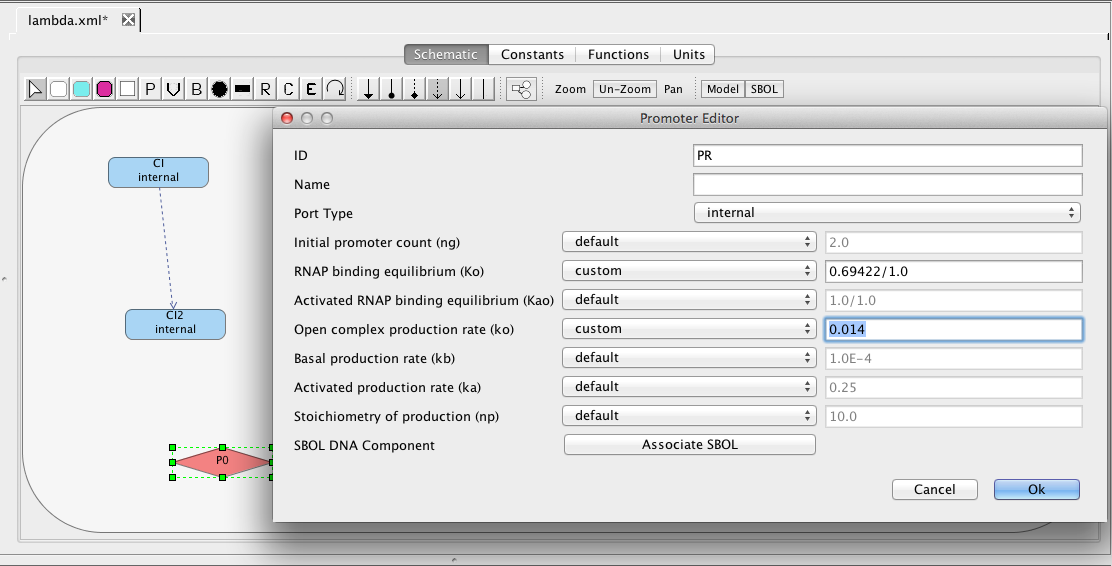 lambda.xml*
Schematic Constants Functions Units
P V B R C E Zoom Un-Zoom Pan Model SBOL
Promoter Editor
CI
internal
CI2
internal
P0
ID PR
Name
Port Type internal
Initial promoter count (ng) default 2.0
RNAP binding equilibrium (Ko) custom 0.69422/1.0
Activated RNAP binding equilibrium (Kao) default 1.0/1.0
Open complex production rate (ko) custom 0.014
Basal production rate (kb) default 1.0E-4
Activated production rate (ka) default 0.25
Stoichiometry of production (np) default 10.0
SBOL DNA Component Associate SBOL
Cancel Ok